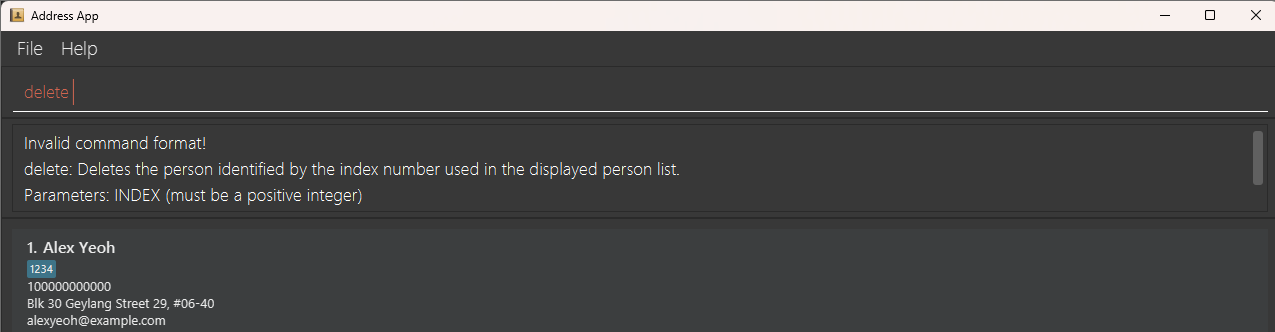 Address App
File Help
delete
Invalid command format!
delete: Deletes the person identified by the index number used in the displayed person list.
Parameters: INDEX (must be a positive integer)
1. Alex Yeoh
1234
100000000000
Blk 30 Geylang Street 29, #06-40
alexyeoh@example.com